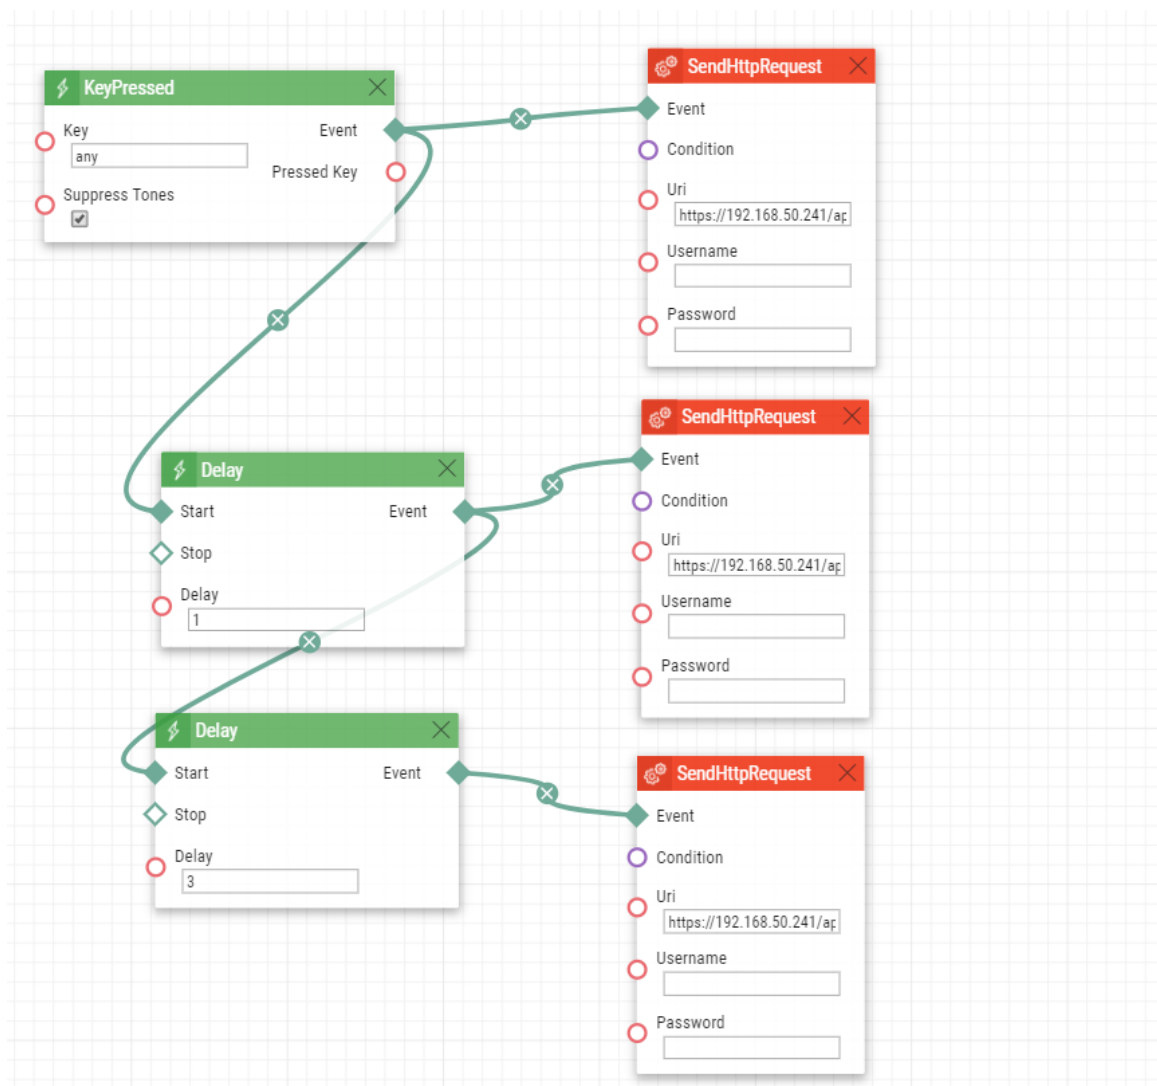 KeyPressed
Key
any
Event
Pressed Key
Suppress Tones
SendHttpRequest
Event
Condition
Uri
https://192.168.50.241/ap
Username
Password
Delay
Start
Event
Stop
Delay
1
SendHttpRequest
Event
Condition
Uri
https://192.168.50.241/ap
Username
Password
Delay
Start
Event
Stop
Delay
3
SendHttpRequest
Event
Condition
Uri
https://192.168.50.241/ap
Username
Password